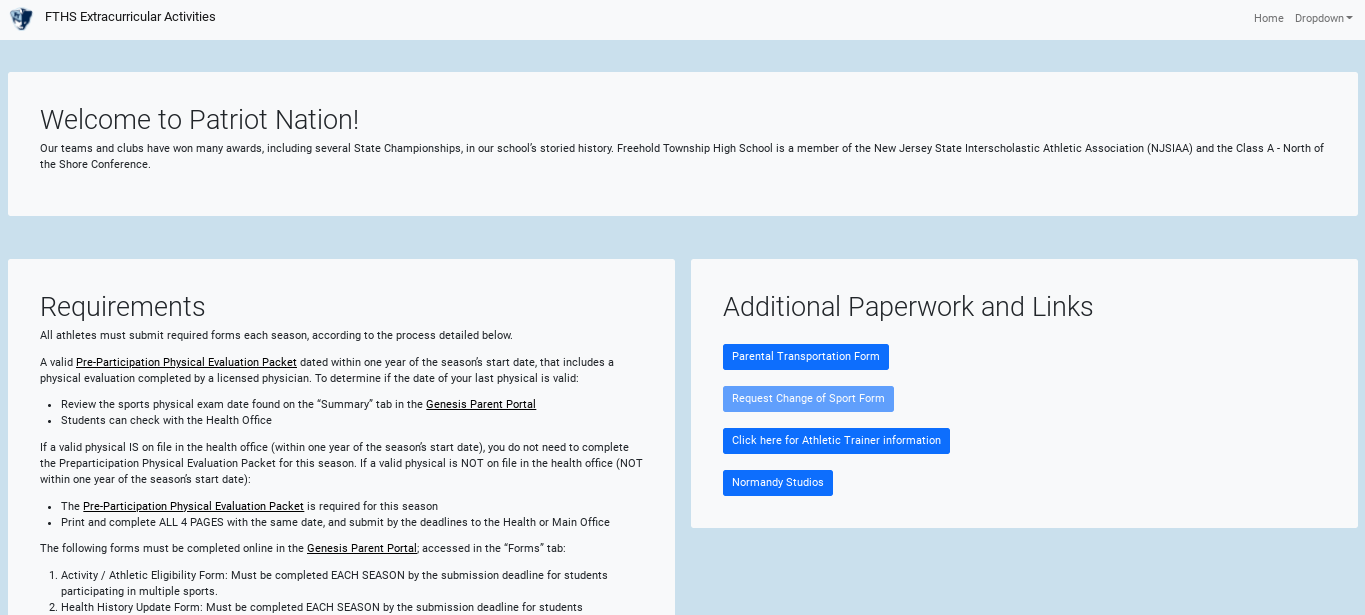 FTHS Extracurricular Activities
Home
Dropdown
Welcome to Patriot Nation!
Our teams and clubs have won many awards, including several State Championships, in our school’s storied history. Freehold Township High School is a member of the New Jersey State Interscholastic Athletic Association (NJSIAA) and the Class A - North of
the Shore Conference.
Requirements
All athletes must submit required forms each season, according to the process detailed below.
A valid Pre-Participation Physical Evaluation Packet dated within one year of the season’s start date, that includes a
physical evaluation completed by a licensed physician. To determine if the date of your last physical is valid:
• Review the sports physical exam date found on the “Summary” tab in the Genesis Parent Portal
• Students can check with the Health Office
If a valid physical IS on file in the health office (within one year of the season’s start date), you do not need to complete
the Preparticipation Physical Evaluation Packet for this season. If a valid physical is NOT on file in the health office (NOT
within one year of the season’s start date):
• The Pre-Participation Physical Evaluation Packet is required for this season
• Print and complete ALL 4 PAGES with the same date, and submit by the deadlines to the Health or Main Office
The following forms must be completed online in the Genesis Parent Portal; accessed in the “Forms” tab:
1. Activity / Athletic Eligibility Form: Must be completed EACH SEASON by the submission deadline for students
participating in multiple sports.
2. Health History Update Form: Must be completed EACH SEASON by the submission deadline for students
Additional Paperwork and Links
Parental Transportation Form
Request Change of Sport Form
Click here for Athletic Trainer information
Normandy Studios